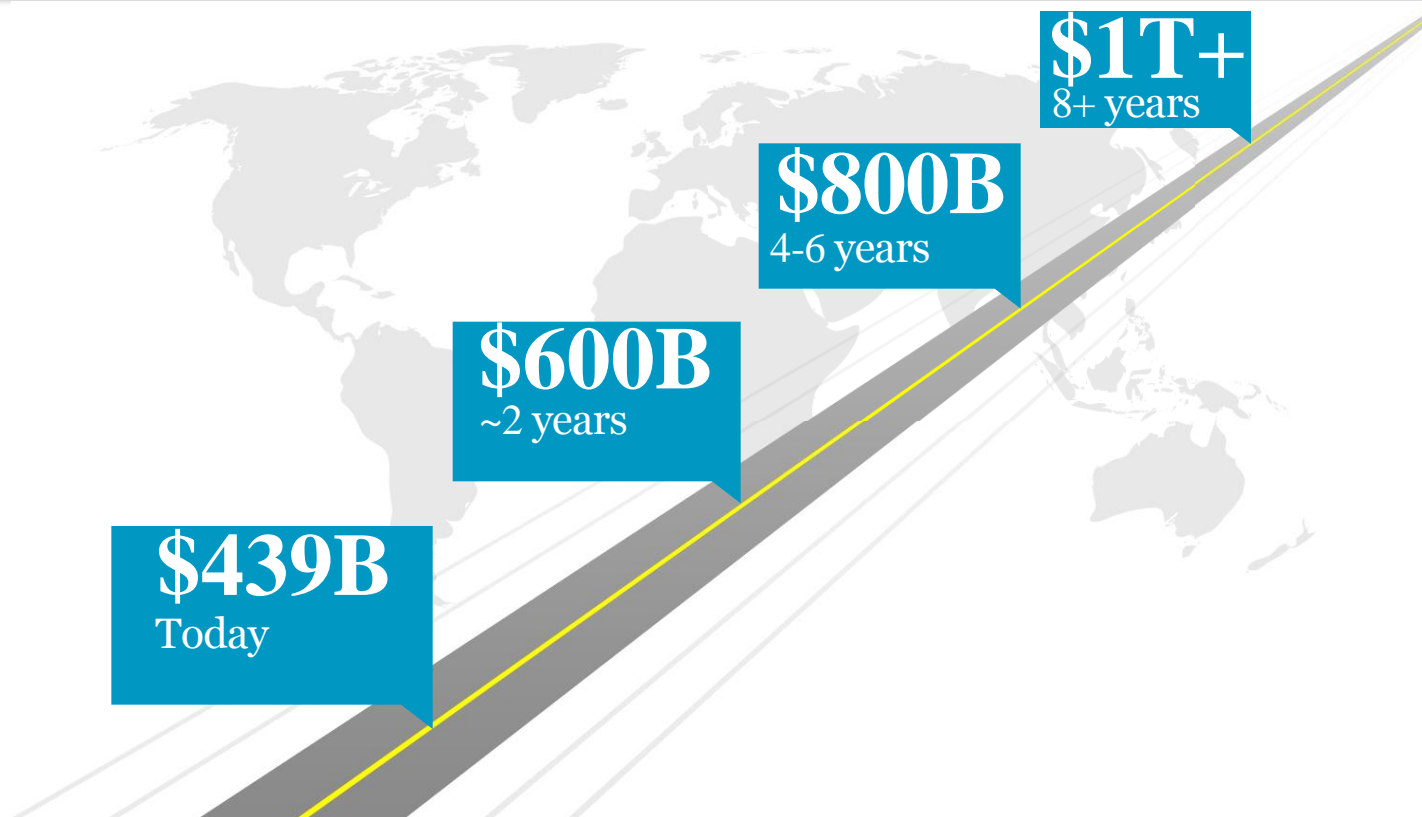 $1T+
8+ years
$800B
4-6 years
$600B
~2 years
$439B
Today